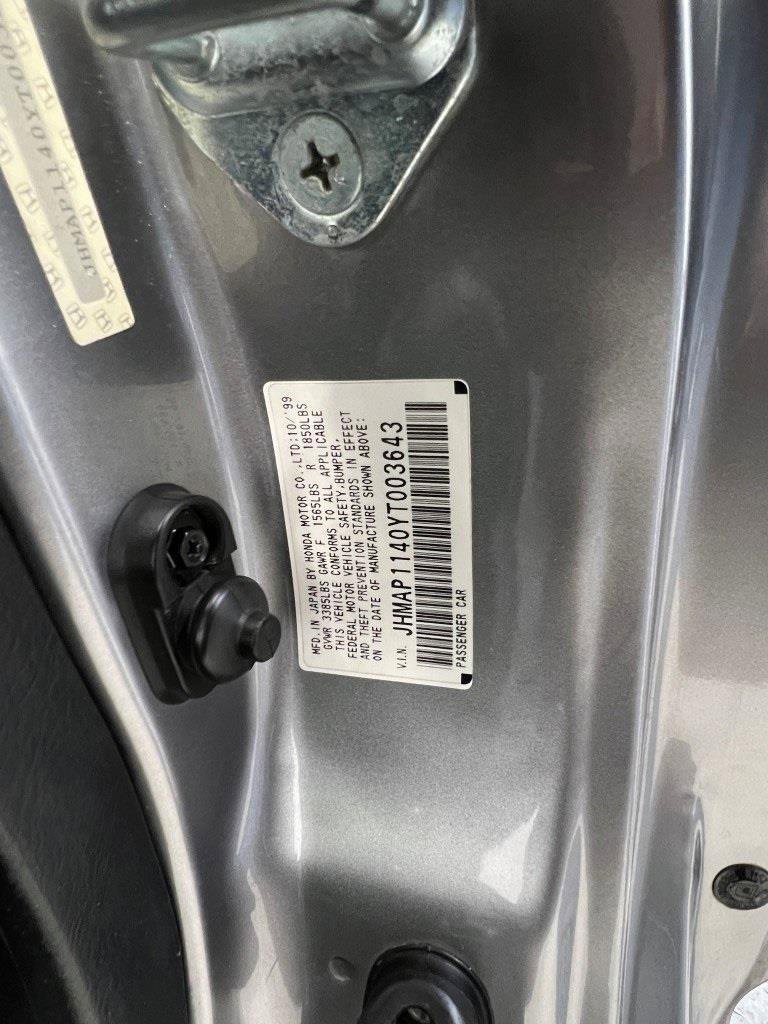 MFD. IN JAPAN BY HONDA MOTOR CO., LTD: 10/'99
GVWR 3385LBS GAWR F 1565LBS R 1850LBS
THIS VEHICLE CONFORMS TO ALL APPLICABLE
FEDERAL MOTOR VEHICLE SAFETY, BUMPER,
AND THEFT PREVENTION STANDARDS IN EFFECT
ON THE DATE OF MANUFACTURE SHOWN ABOVE:
V.I.N. JHMAP1140YT003643
PASSENGER CAR